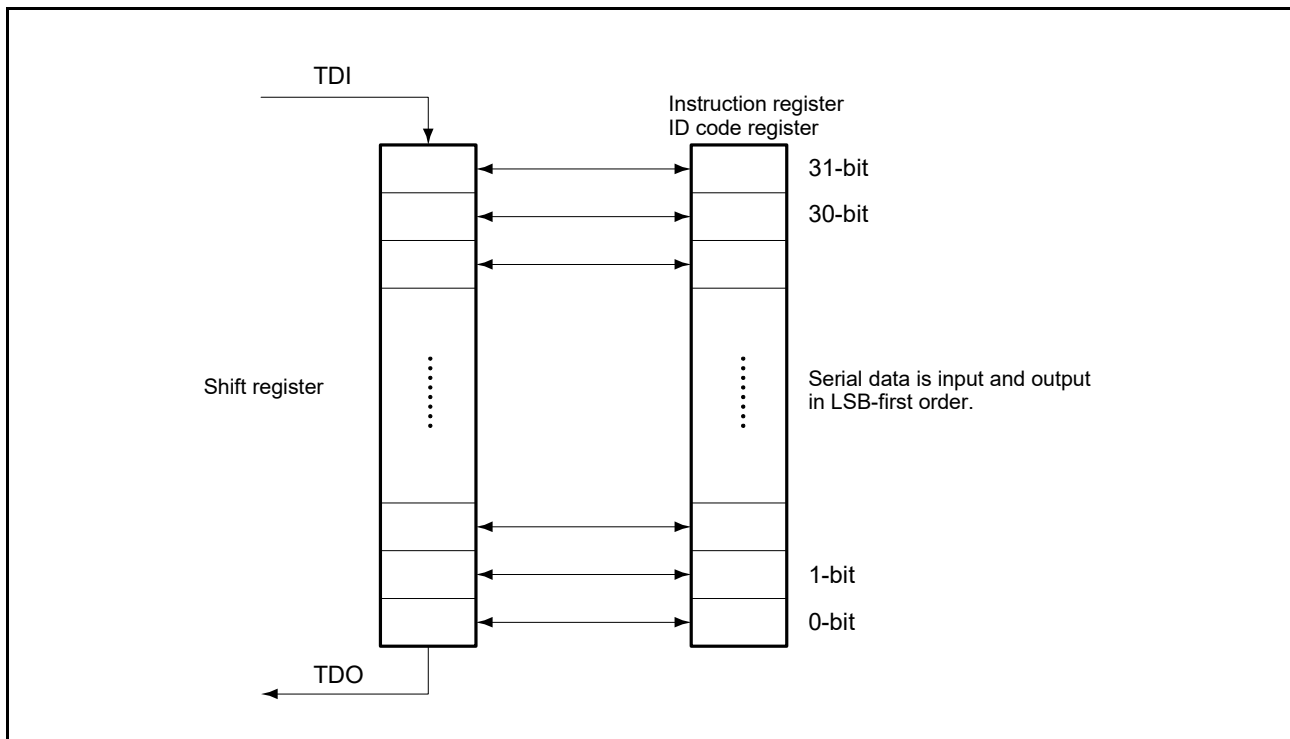 TDI
Instruction register
ID code register
31-bit
30-bit
Shift register
Serial data is input and output
in LSB-first order.
1-bit
0-bit
TDO